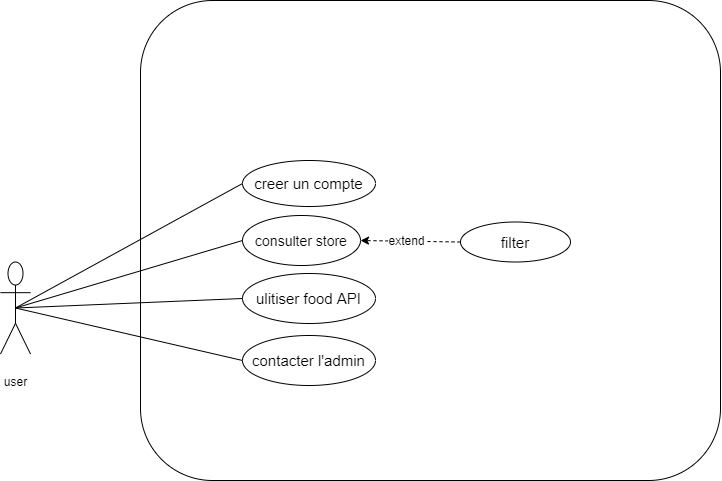 creer un compte
consulter store
extend
filter
ulitiser food API
contacter l'admin
user